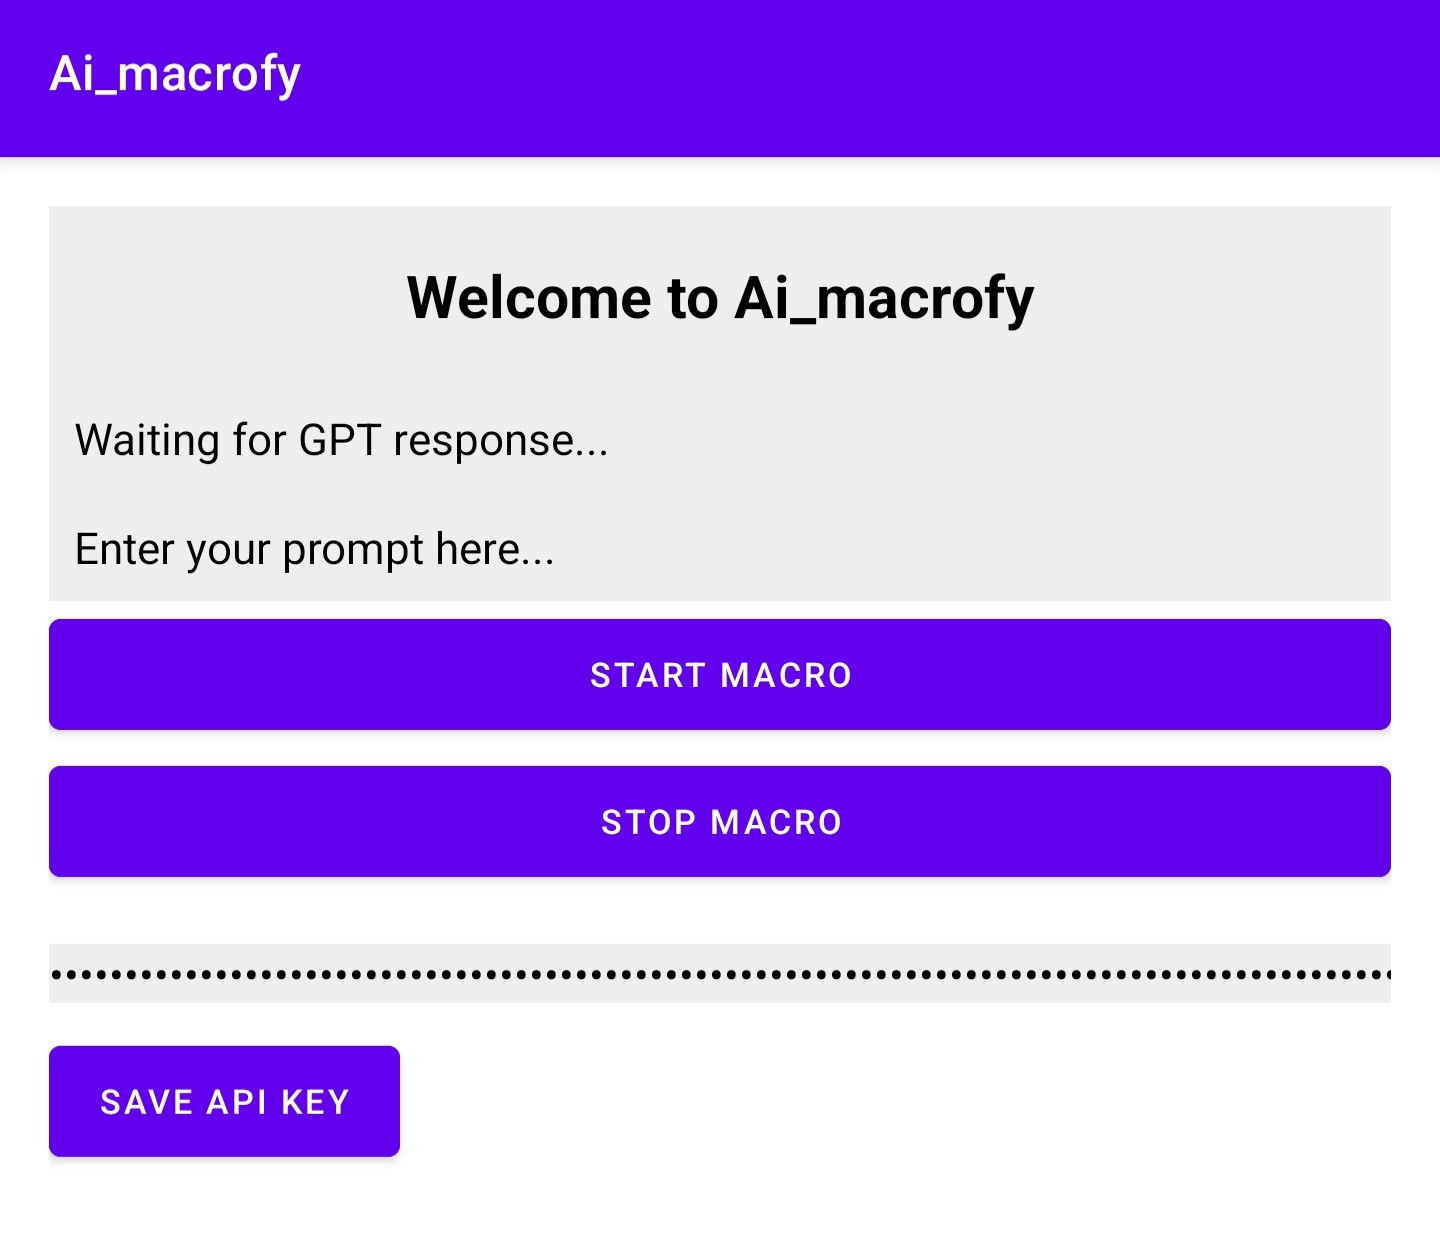 Ai_macrofy
Welcome to Ai_macrofy
Waiting for GPT response...
Enter your prompt here...
START MACRO
STOP MACRO
SAVE API KEY